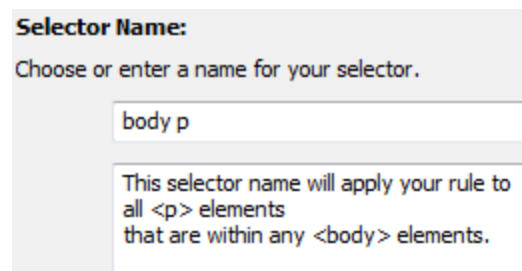 Selector Name:
Choose or enter a name for your selector.
body p
This selector name will apply your rule to
all <p> elements
that are within any <body> elements.